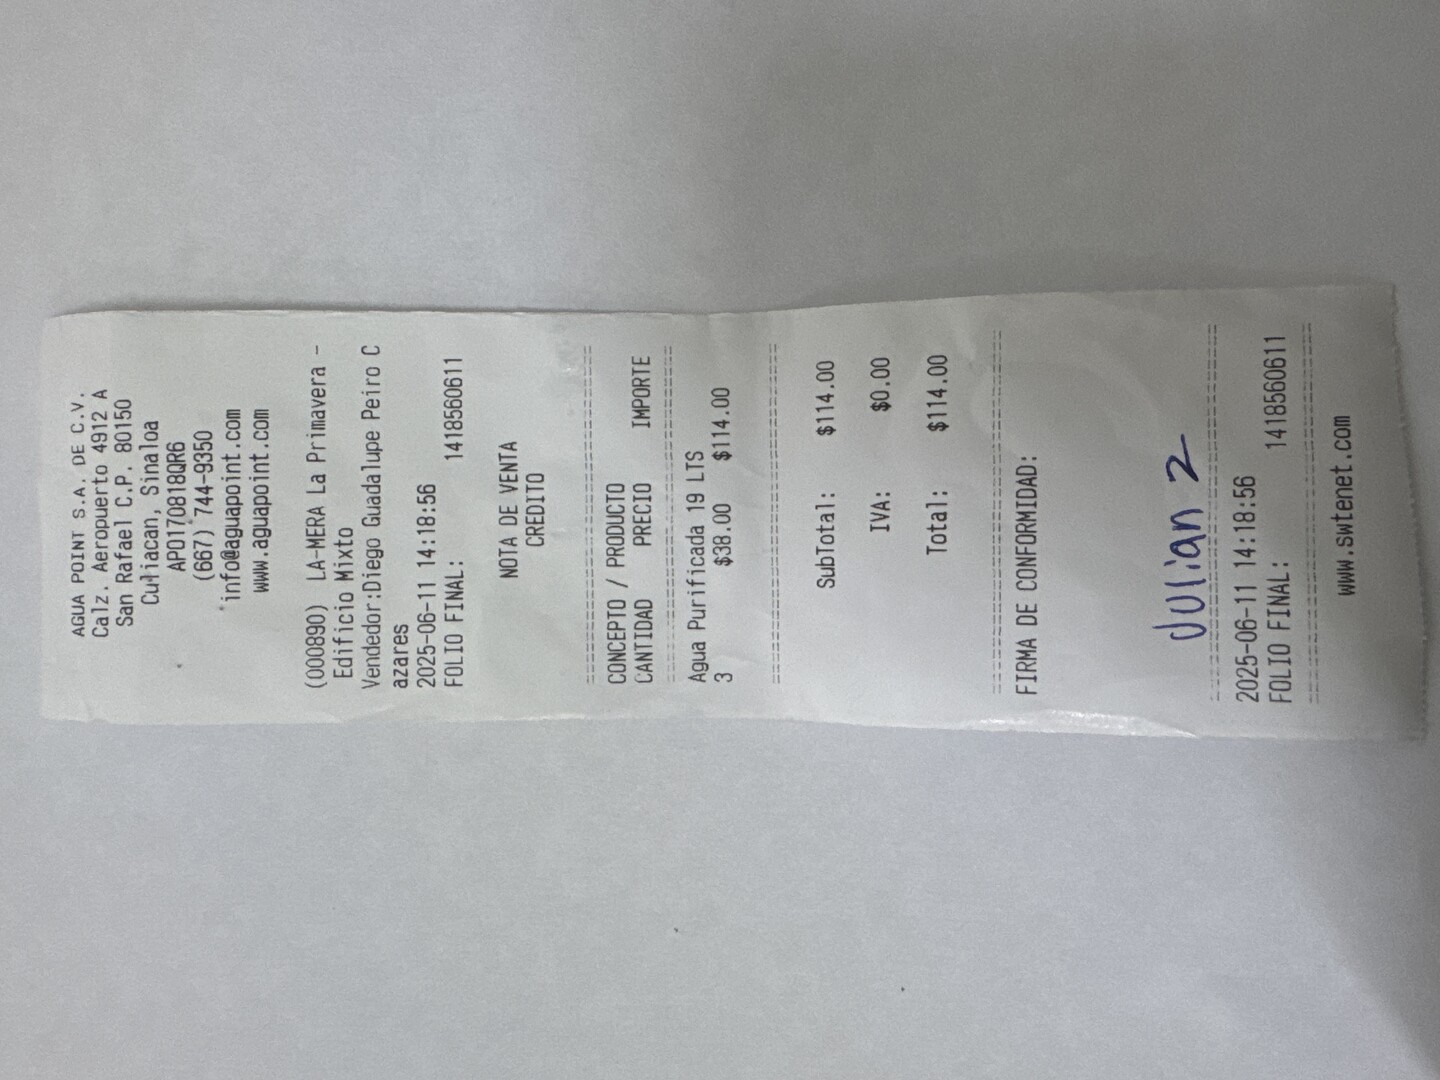 AGUA POINT S.A. DE C.V.
Calz. Aeropuerto 4912 A
San Rafael C.P. 80150
Culiacan, Sinaloa
APO170818QR6
(667) 744-9350
info@aguapoint.com
www.aguapoint.com
(000890) LA-MERA La Primavera -
Edificio Mixto
Vendedor:Diego Guadalupe Peiro C
azares
2025-06-11 14:18:56
FOLIO FINAL: 1418560611
NOTA DE VENTA
CREDITO
CONCEPTO / PRODUCTO
CANTIDAD PRECIO IMPORTE
Agua Purificada 19 LTS
3 $38.00 $114.00
SubTotal: $114.00
IVA: $0.00
Total: $114.00
FIRMA DE CONFORMIDAD:
Julian 2
2025-06-11 14:18:56
FOLIO FINAL: 1418560611
www.swtenet.com